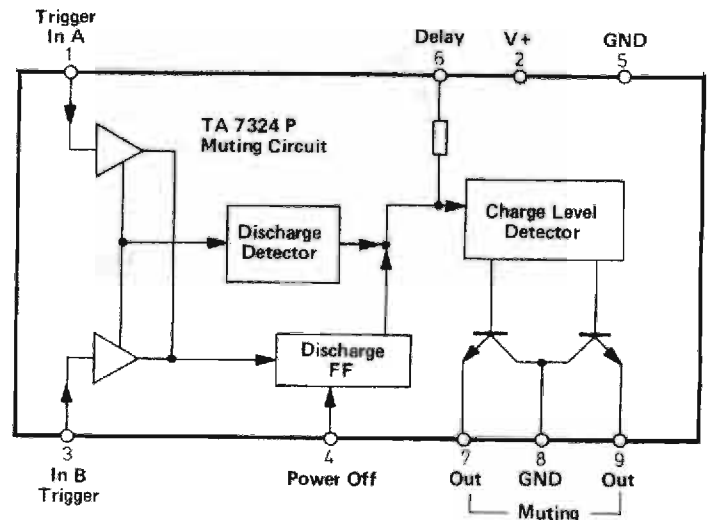 Trigger
In A
1
Delay
6
V+
2
GND
5
TA 7324 P
Muting Circuit
Discharge
Detector
Charge Level
Detector
Discharge
FF
3
In B
Trigger
4
Power Off
7
Out
8
GND
9
Out
Muting